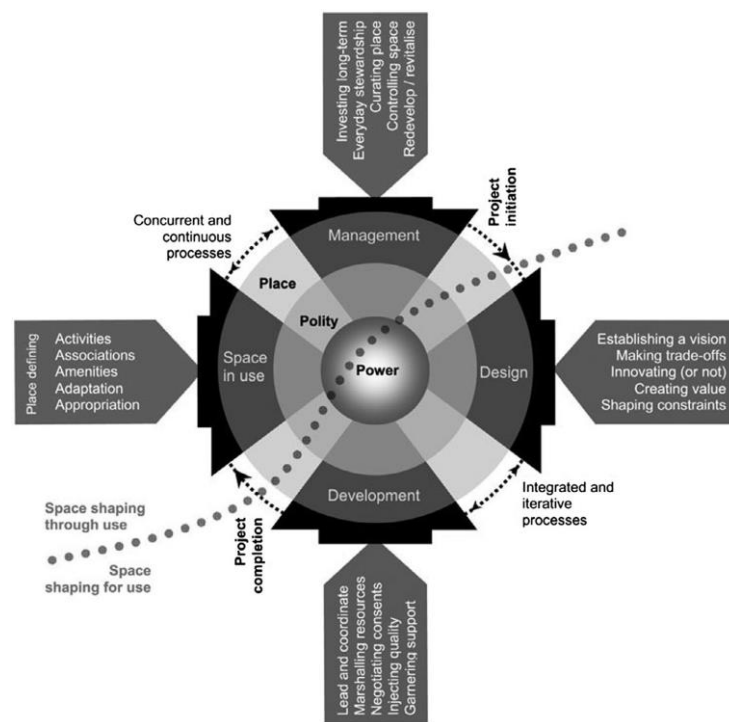 Investing long-term
Everyday stewardship
Curating place
Controlling space
Redevelop / revitalise
Concurrent and
continuous
processes
Project
initiation
Management
Place
Polity
Power
Space
in use
Design
Development
Place defining
Activities
Associations
Amenities
Adaptation
Appropriation
Establishing a vision
Making trade-offs
Innovating (or not)
Creating value
Shaping constraints
Space shaping
through use
Space
shaping for use
Project
completion
Integrated and
iterative
processes
Lead and coordinate
Marshalling resources
Negotiating consents
Injecting quality
Garnering support